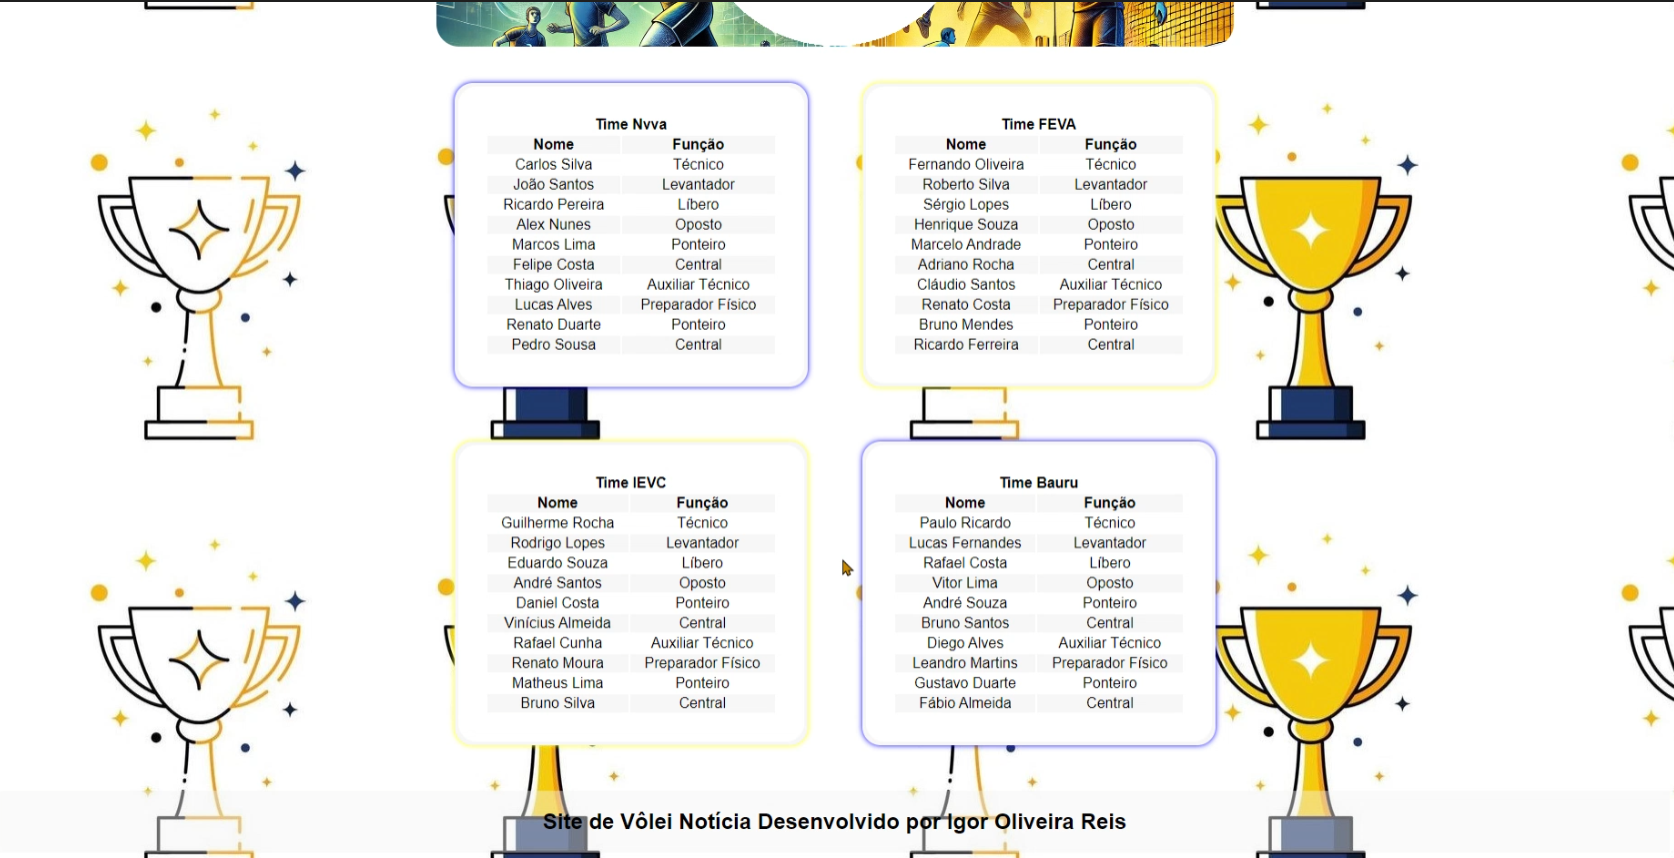 Time Nvva
Nome Função
Carlos Silva Técnico
João Santos Levantador
Ricardo Pereira Líbero
Alex Nunes Oposto
Marcos Lima Ponteiro
Felipe Costa Central
Thiago Oliveira Auxiliar Técnico
Lucas Alves Preparador Físico
Renato Duarte Ponteiro
Pedro Sousa Central
Time FEVA
Nome Função
Fernando Oliveira Técnico
Roberto Silva Levantador
Sérgio Lopes Líbero
Henrique Souza Oposto
Marcelo Andrade Ponteiro
Adriano Rocha Central
Cláudio Santos Auxiliar Técnico
Renato Costa Preparador Físico
Bruno Mendes Ponteiro
Ricardo Ferreira Central
Time IEVC
Nome Função
Guilherme Rocha Técnico
Rodrigo Lopes Levantador
Eduardo Souza Líbero
André Santos Oposto
Daniel Costa Ponteiro
Vinícius Almeida Central
Rafael Cunha Auxiliar Técnico
Renato Moura Preparador Físico
Matheus Lima Ponteiro
Bruno Silva Central
Time Bauru
Nome Função
Paulo Ricardo Técnico
Lucas Fernandes Levantador
Rafael Costa Líbero
Vitor Lima Oposto
André Souza Ponteiro
Bruno Santos Central
Diego Alves Auxiliar Técnico
Leandro Martins Preparador Físico
Gustavo Duarte Ponteiro
Fábio Almeida Central
Site de Vôlei Notícia Desenvolvido por Igor Oliveira Reis